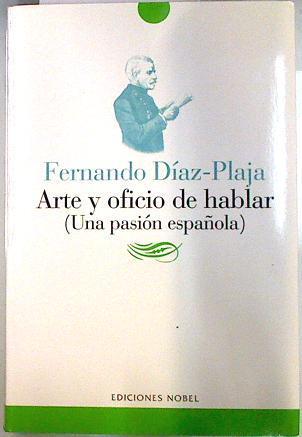 Fernando Díaz-Plaja
Arte y oficio de hablar
(Una pasión española)
EDICIONES NOBEL